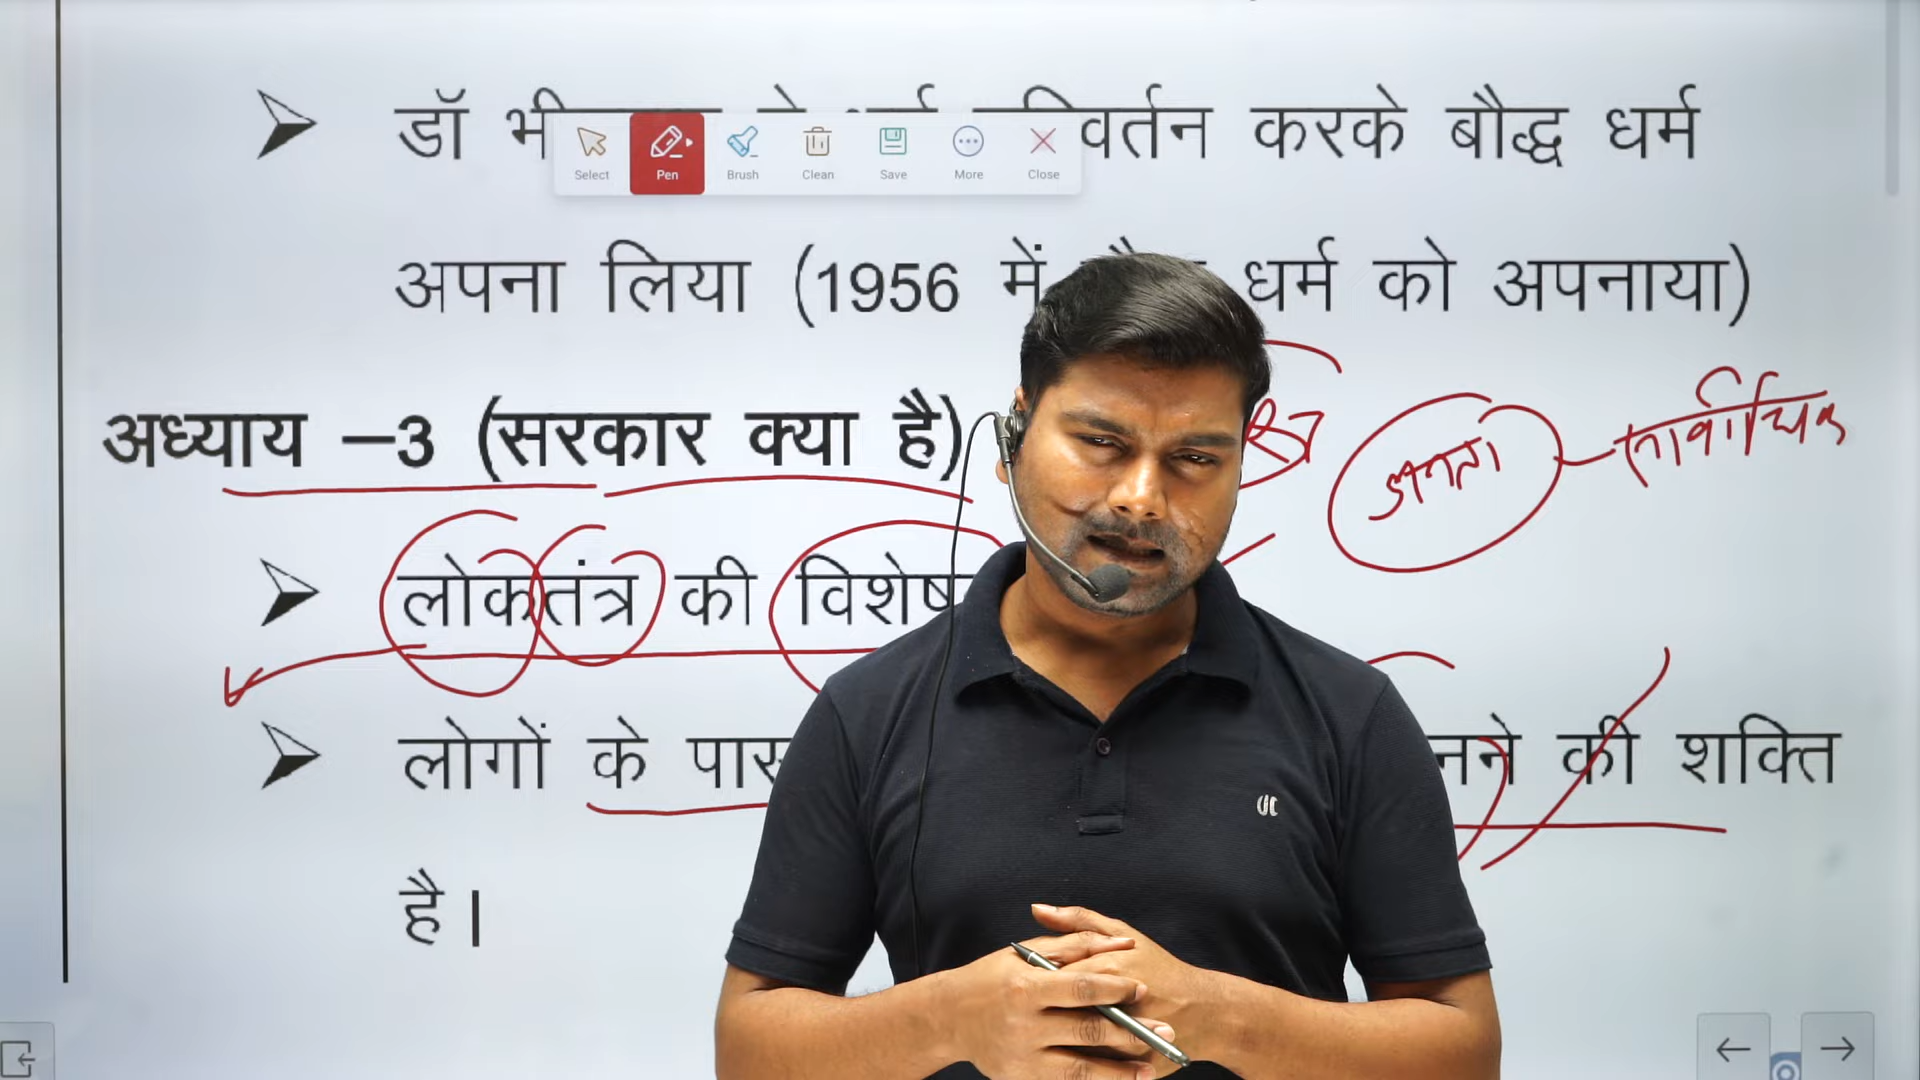 डॉ वर्तन करके बौद्ध धर्म
Select Pen Brush Clean Save More Close
अपना लिया (1956 में धर्म को अपनाया)
अध्याय –3 (सरकार क्या है)
जनता
लोकतंत्र की
लोगों के पास की शक्ति
है।